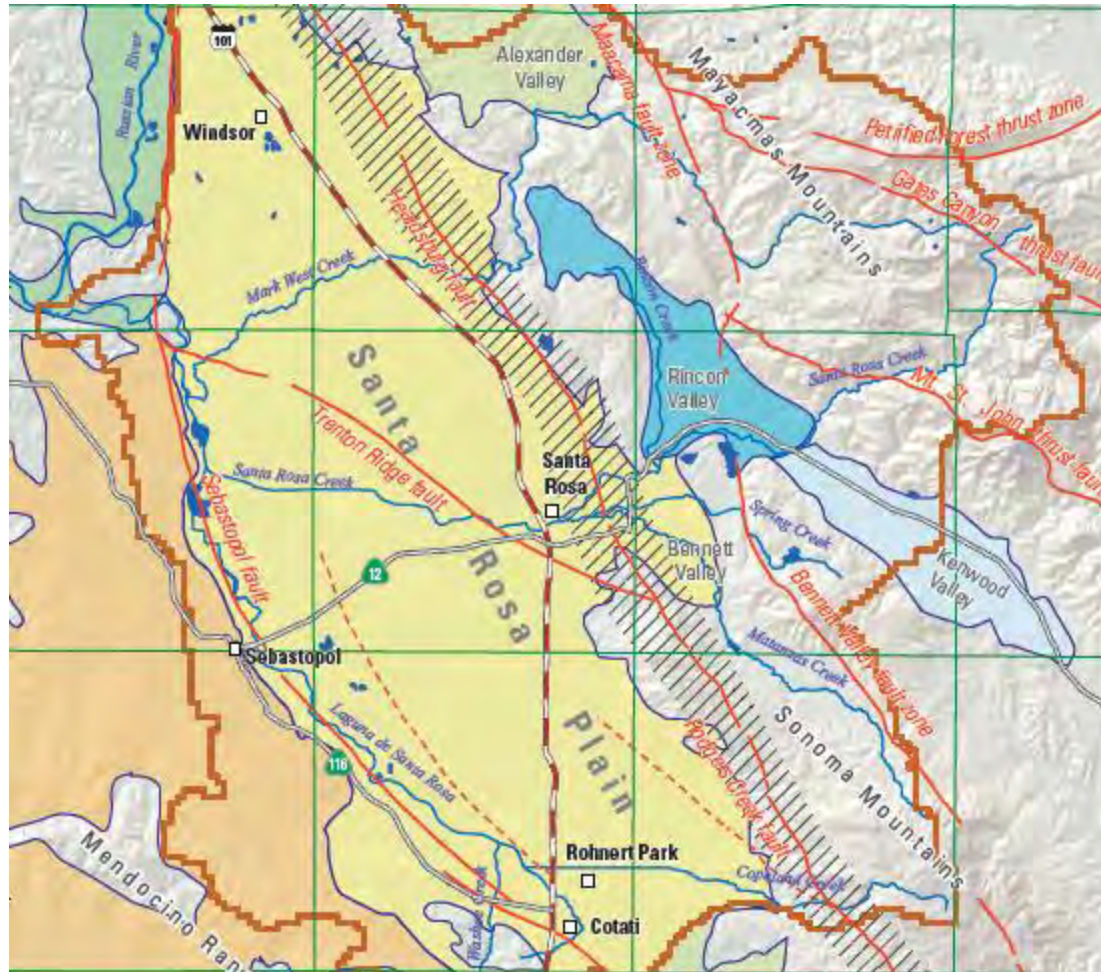 101
Alexander
Valley
Maacama fault zone
Mayacmas Mountains
Russian River
Windsor
Petrified Forest thrust zone
Gates Canyon thrust fault
Healdsburg fault
Mark West Creek
Brush Creek
Santa Rosa Plain
Rincon
Valley
Santa Rosa Creek
Mt. St. John thrust fault
Trenton Ridge fault
Santa Rosa Creek
Santa
Rosa
Sebastopol fault
Spring Creek
Bennett
Valley
Kenwood
Valley
12
Bennett Valley fault zone
Sebastopol
Matanzas Creek
Laguna de Santa Rosa
Sonoma Mountains
116
Rodgers Creek fault
Rohnert Park
Copeland Creek
Mendocino Ran
Cotati